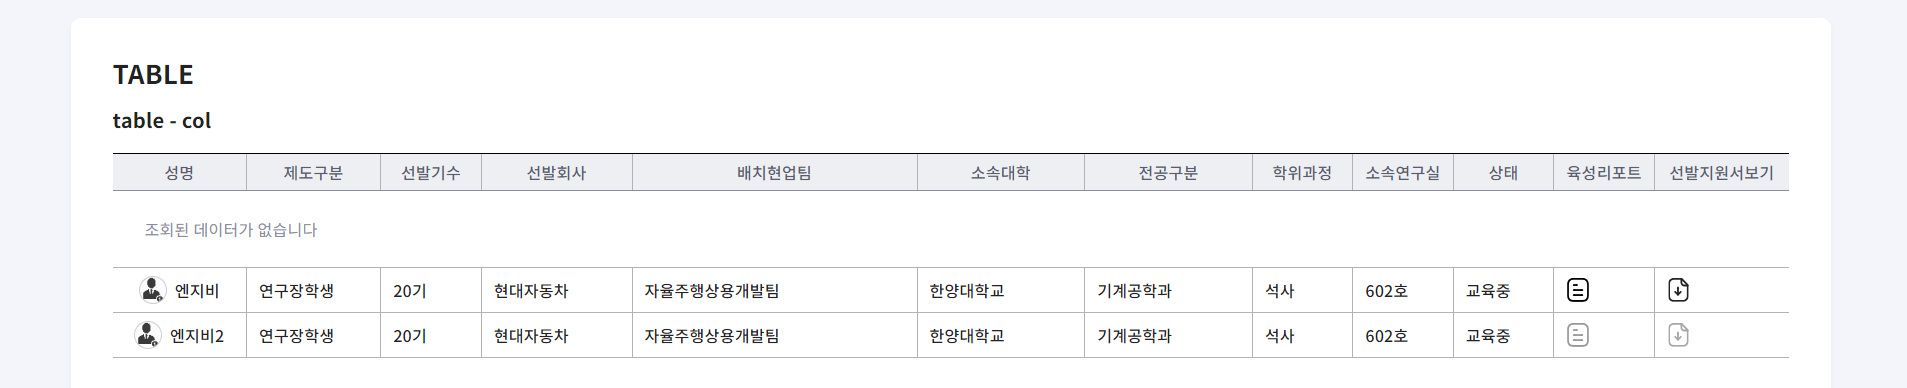 TABLE
table - col
성명 제도구분 선발기수 선발회사 배치현업팀 소속대학 전공구분 학위과정 소속연구실 상태 육성리포트 선발지원서보기
조회된 데이터가 없습니다
엔지비 연구장학생 20기 현대자동차 자율주행상용개발팀 한양대학교 기계공학과 석사 602호 교육중
엔지비2 연구장학생 20기 현대자동차 자율주행상용개발팀 한양대학교 기계공학과 석사 602호 교육중